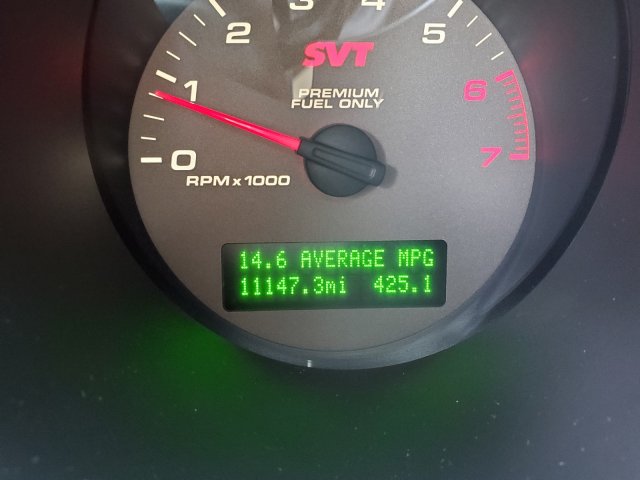 3
4
2
5
SVT
1
6
PREMIUM
FUEL ONLY
0
7
RPM x 1000
14.6 AVERAGE MPG
11147.3mi 425.1